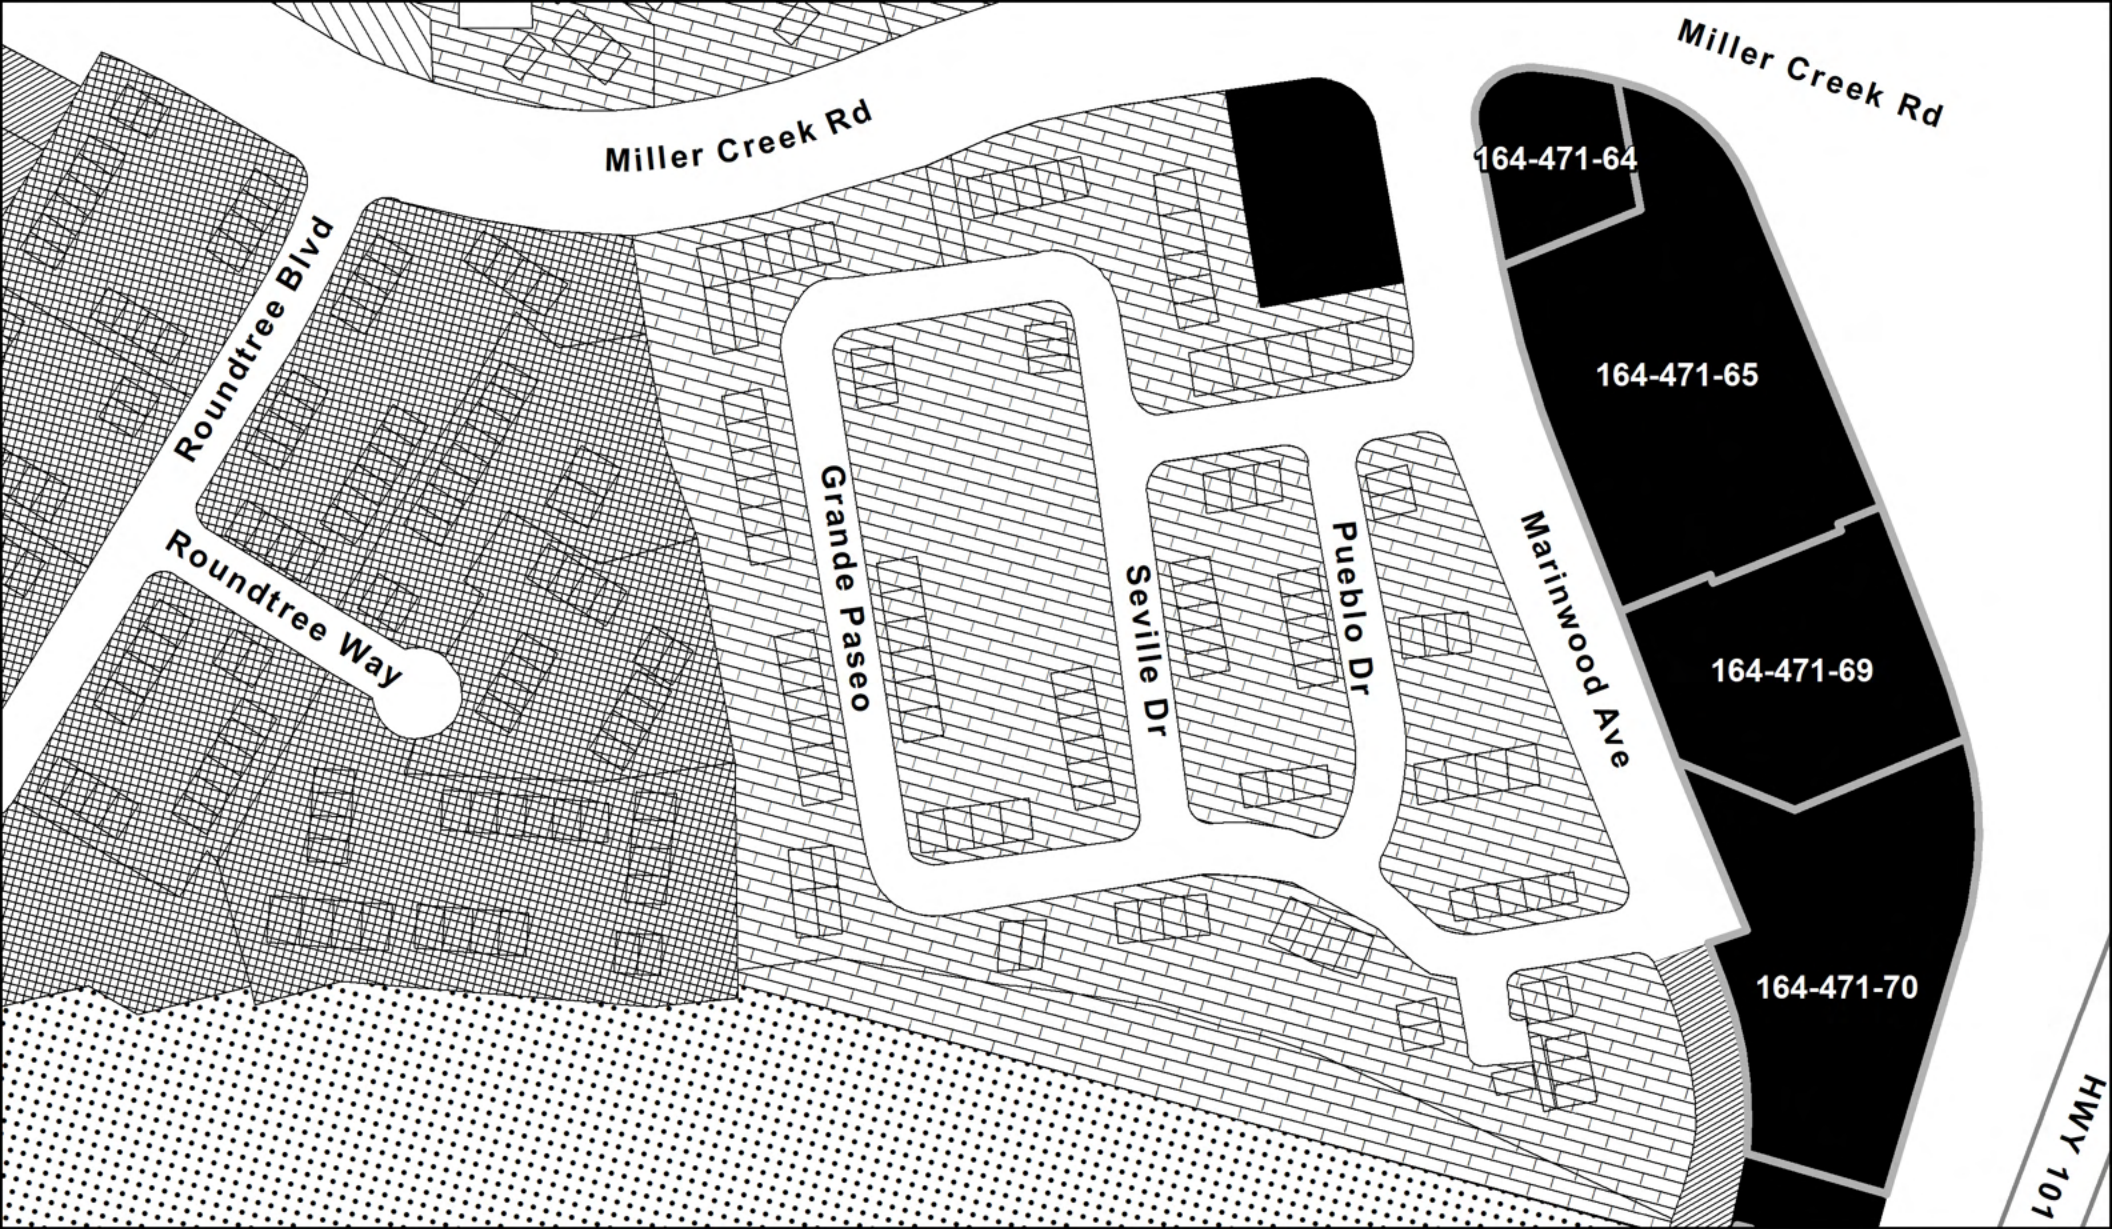 Miller Creek Rd
Miller Creek Rd
164-471-64
Roundtree Blvd
164-471-65
Grande Paseo
Marinwood Ave
Pueblo Dr
Roundtree Way
Seville Dr
164-471-69
164-471-70
HWY 101